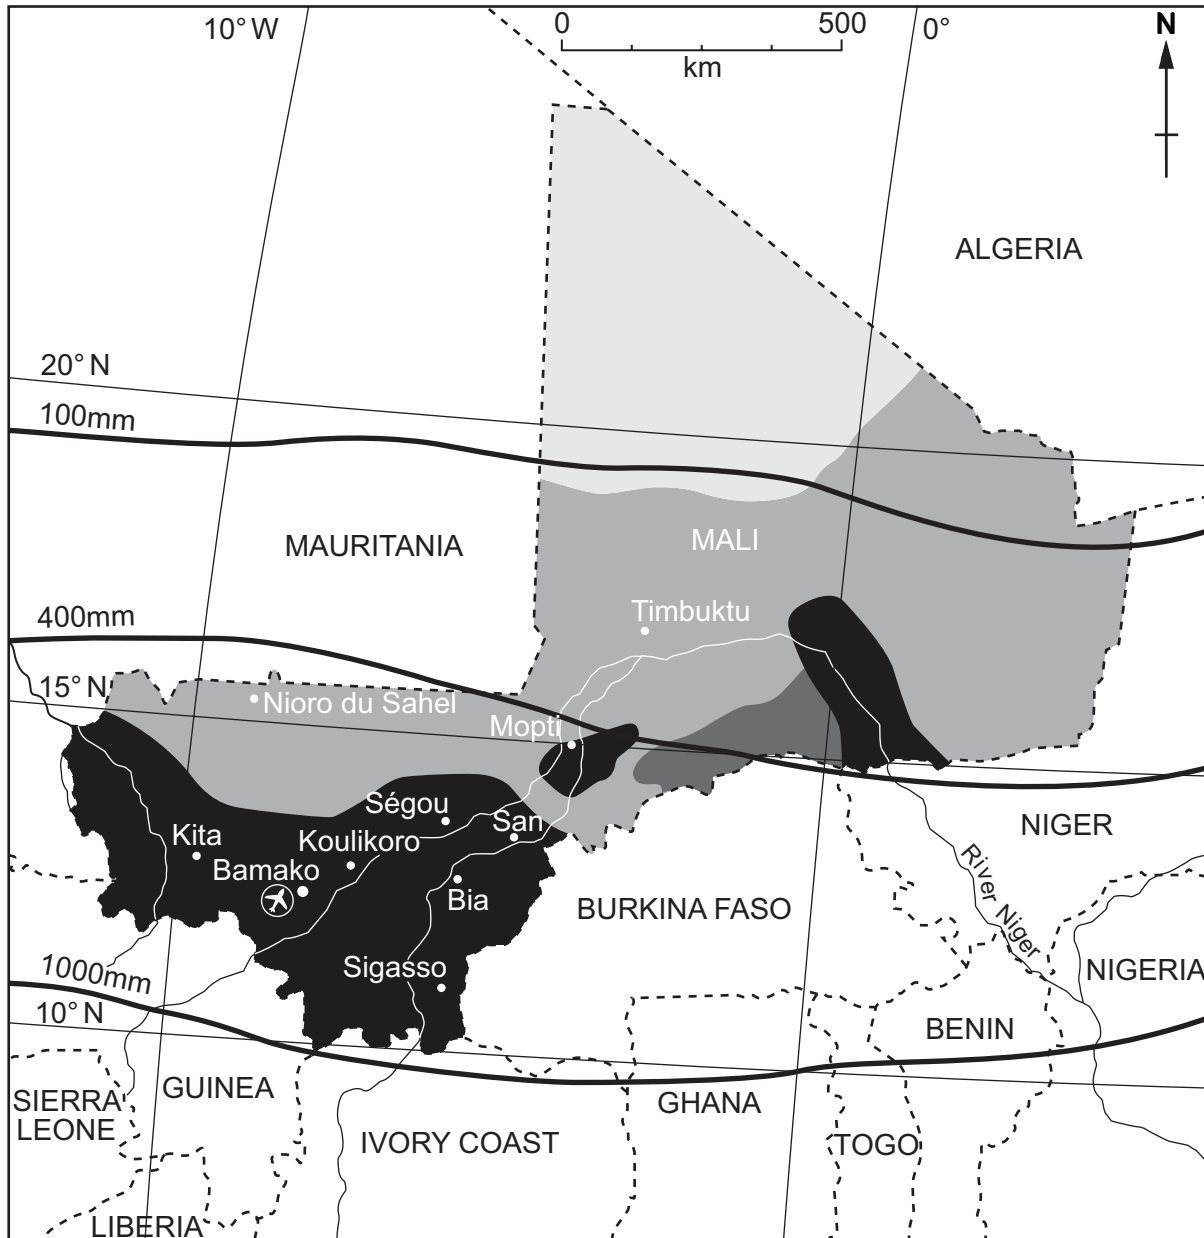 10° W
0
500
0°
N
km
ALGERIA
20° N
100mm
MAURITANIA
MALI
400mm
Timbuktu
15° N
Nioro du Sahel
Mopti
Ségou
San
Kita
Koulikoro
NIGER
Bamako
Bia
BURKINA FASO
River Niger
Sigasso
1000mm
NIGERIA
10° N
BENIN
SIERRA
LEONE
GUINEA
GHANA
IVORY COAST
TOGO
LIBERIA